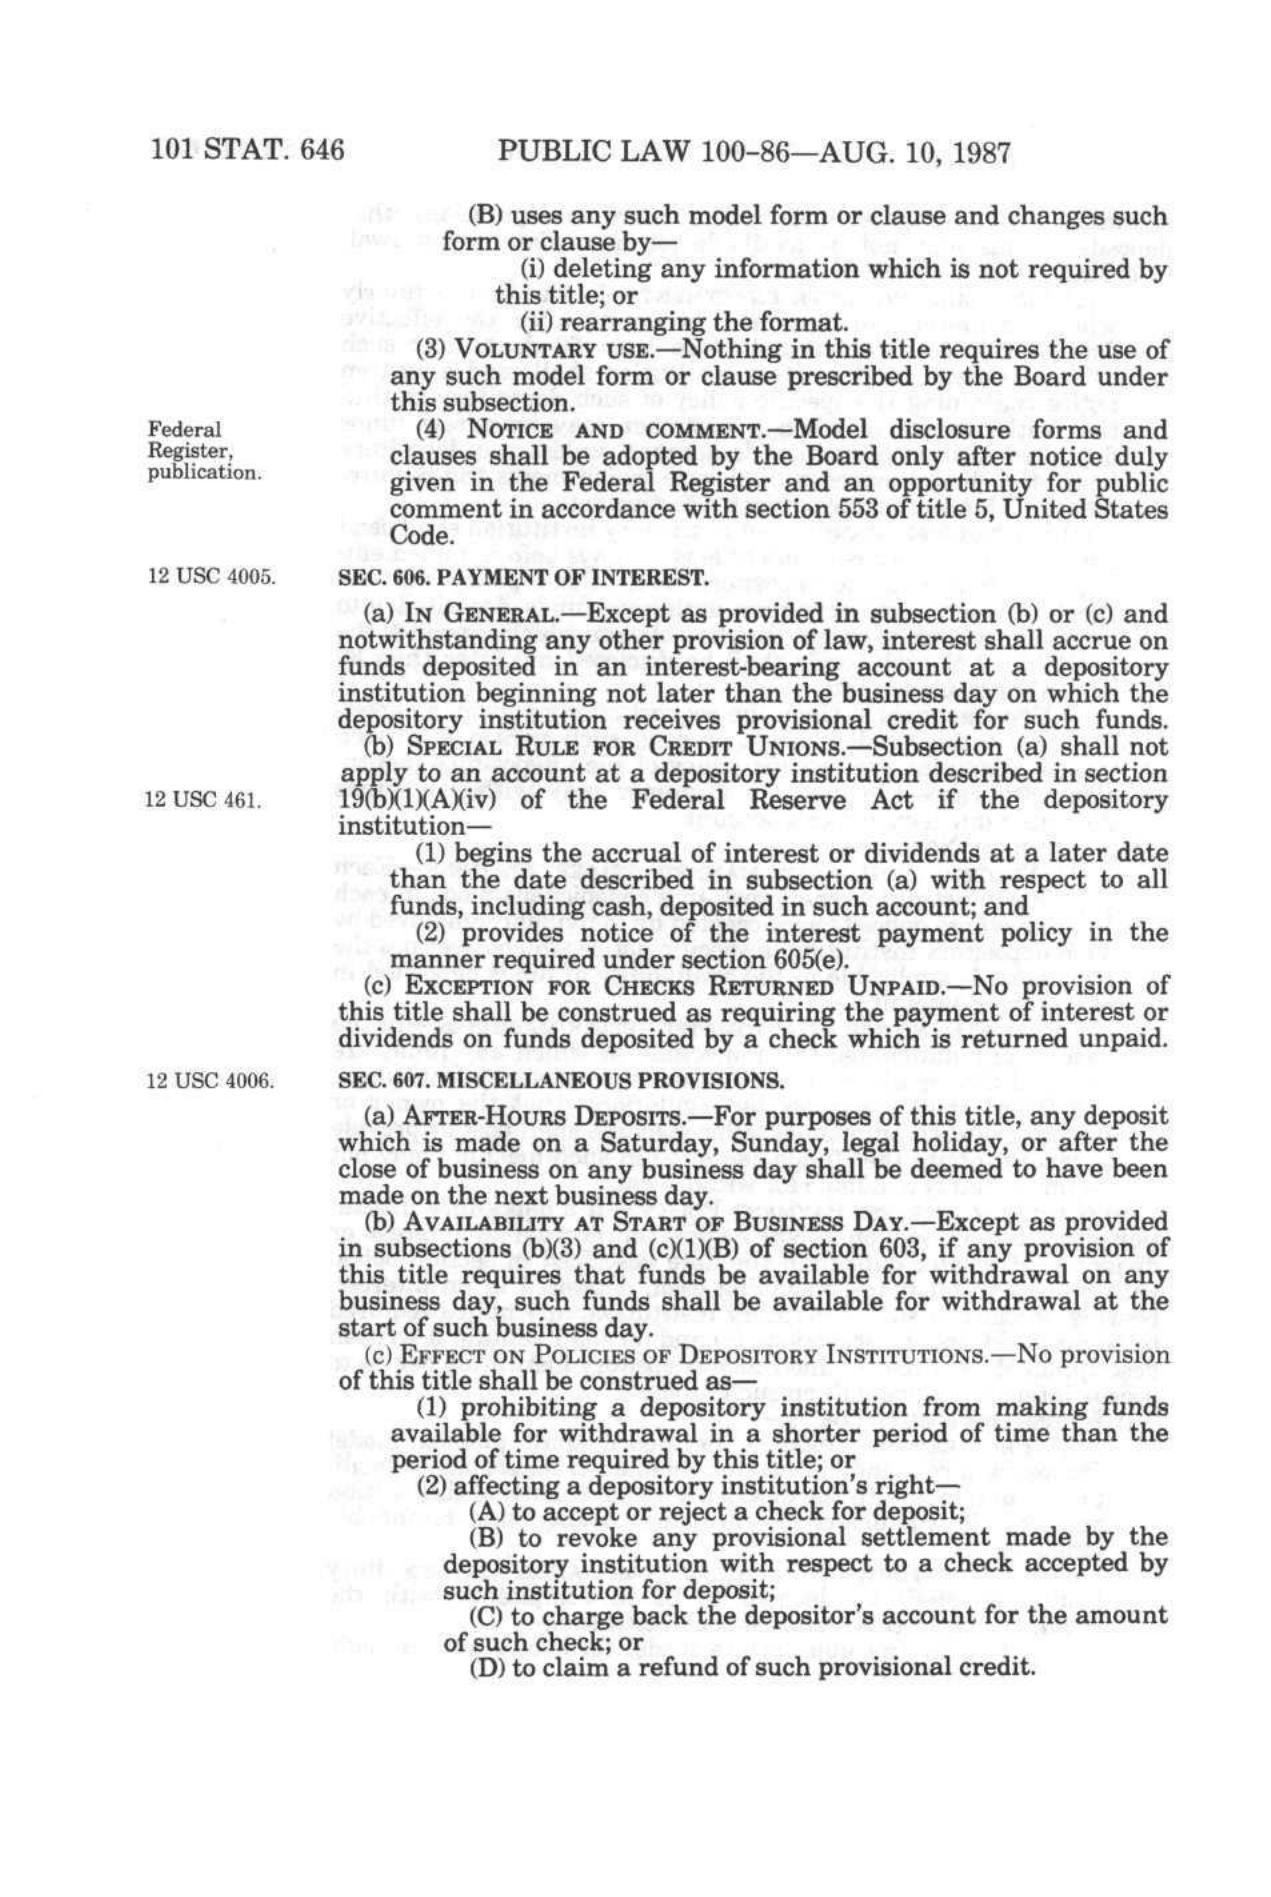 101 STAT. 646 PUBLIC LAW 100-86—AUG. 10, 1987
(B) uses any such model form or clause and changes such
form or clause by—
(i) deleting any information which is not required by
this title; or
(ii) rearranging the format.
(3) VOLUNTARY USE.—Nothing in this title requires the use of
any such model form or clause prescribed by the Board under
this subsection.
Federal
Register,
publication.
(4) NOTICE AND COMMENT.—Model disclosure forms and
clauses shall be adopted by the Board only after notice duly
given in the Federal Register and an opportunity for public
comment in accordance with section 553 of title 5, United States
Code.
12 USC 4005.
SEC. 606. PAYMENT OF INTEREST.
(a) IN GENERAL.—Except as provided in subsection (b) or (c) and
notwithstanding any other provision of law, interest shall accrue on
funds deposited in an interest-bearing account at a depository
institution beginning not later than the business day on which the
depository institution receives provisional credit for such funds.
(b) SPECIAL RULE FOR CREDIT UNIONS.—Subsection (a) shall not
apply to an account at a depository institution described in section
12 USC 461.
19(b)(1)(A)(iv) of the Federal Reserve Act if the depository
institution—
(1) begins the accrual of interest or dividends at a later date
than the date described in subsection (a) with respect to all
funds, including cash, deposited in such account; and
(2) provides notice of the interest payment policy in the
manner required under section 605(e).
(c) EXCEPTION FOR CHECKS RETURNED UNPAID.—No provision of
this title shall be construed as requiring the payment of interest or
dividends on funds deposited by a check which is returned unpaid.
12 USC 4006.
SEC. 607. MISCELLANEOUS PROVISIONS.
(a) AFTER-HOURS DEPOSITS.—For purposes of this title, any deposit
which is made on a Saturday, Sunday, legal holiday, or after the
close of business on any business day shall be deemed to have been
made on the next business day.
(b) AVAILABILITY AT START OF BUSINESS DAY.—Except as provided
in subsections (b)(3) and (c)(1)(B) of section 603, if any provision of
this title requires that funds be available for withdrawal on any
business day, such funds shall be available for withdrawal at the
start of such business day.
(c) EFFECT ON POLICIES OF DEPOSITORY INSTITUTIONS.—No provision
of this title shall be construed as—
(1) prohibiting a depository institution from making funds
available for withdrawal in a shorter period of time than the
period of time required by this title; or
(2) affecting a depository institution's right—
(A) to accept or reject a check for deposit;
(B) to revoke any provisional settlement made by the
depository institution with respect to a check accepted by
such institution for deposit;
(C) to charge back the depositor's account for the amount
of such check; or
(D) to claim a refund of such provisional credit.